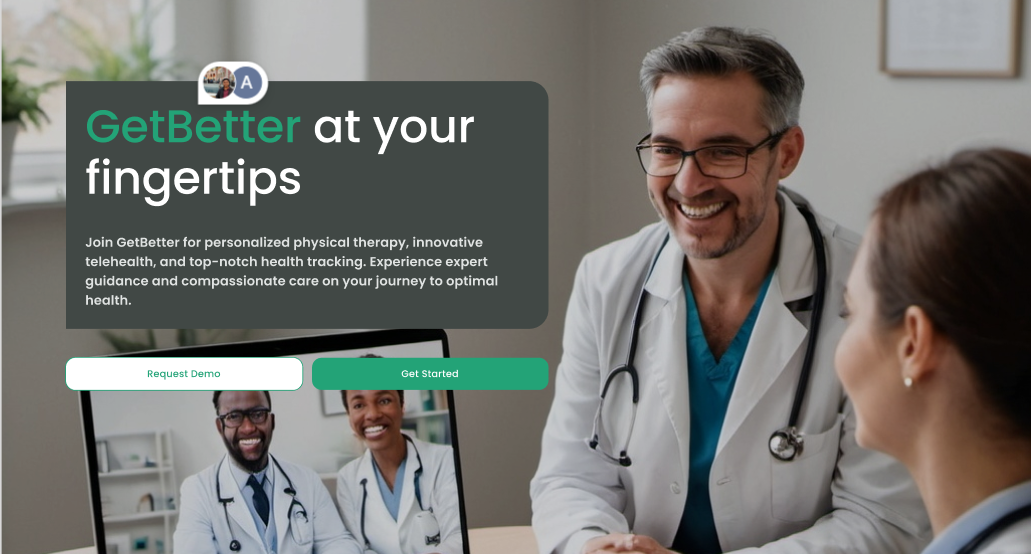 A
GetBetter at your
fingertips
Join GetBetter for personalized physical therapy, innovative
telehealth, and top-notch health tracking. Experience expert
guidance and compassionate care on your journey to optimal
health.
Request Demo
Get Started